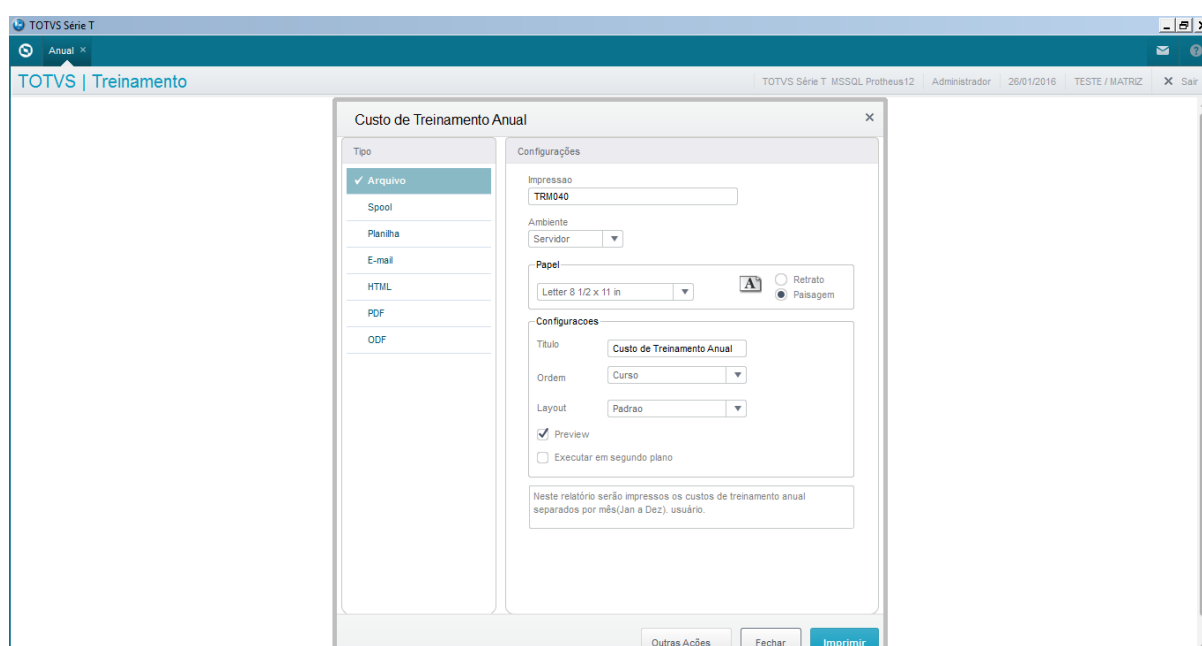 TOTVS Série T
Anual ×
TOTVS | Treinamento
TOTVS Série T MSSQL Protheus12 Administrador 26/01/2016 TESTE / MATRIZ Sair
Custo de Treinamento Anual
Tipo
Arquivo
Spool
Planilha
E-mail
HTML
PDF
ODF
Configurações
Impressao
TRM040
Ambiente
Servidor
Papel
Letter 8 1/2 x 11 in
A
Retrato
Paisagem
Configuracoes
Titulo
Custo de Treinamento Anual
Ordem
Curso
Layout
Padrao
Preview
Executar em segundo plano
Neste relatório serão impressos os custos de treinamento anual
separados por mês(Jan a Dez). usuário.
Outras Ações Fechar Imprimir